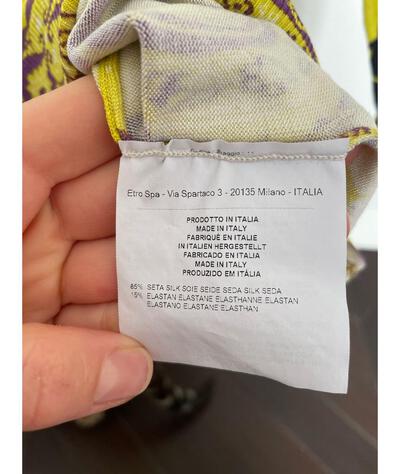 Etro Spa - Via Spartaco 3 - 20135 Milano - ITALIA
PRODOTTO IN ITALIA
MADE IN ITALY
FABRIQUÉ EN ITALIE
IN ITALIEN HERGESTELLT
FABRICADO EN ITALIA
MADE IN ITALY
PRODUZIDO EM ITÁLIA
85% SETA SILK SOIE SEIDE SEDA SILK SEDA
15% ELASTAN ELASTANE ELASTHANNE ELASTAN
ELASTANO ELASTANE ELASTHAN